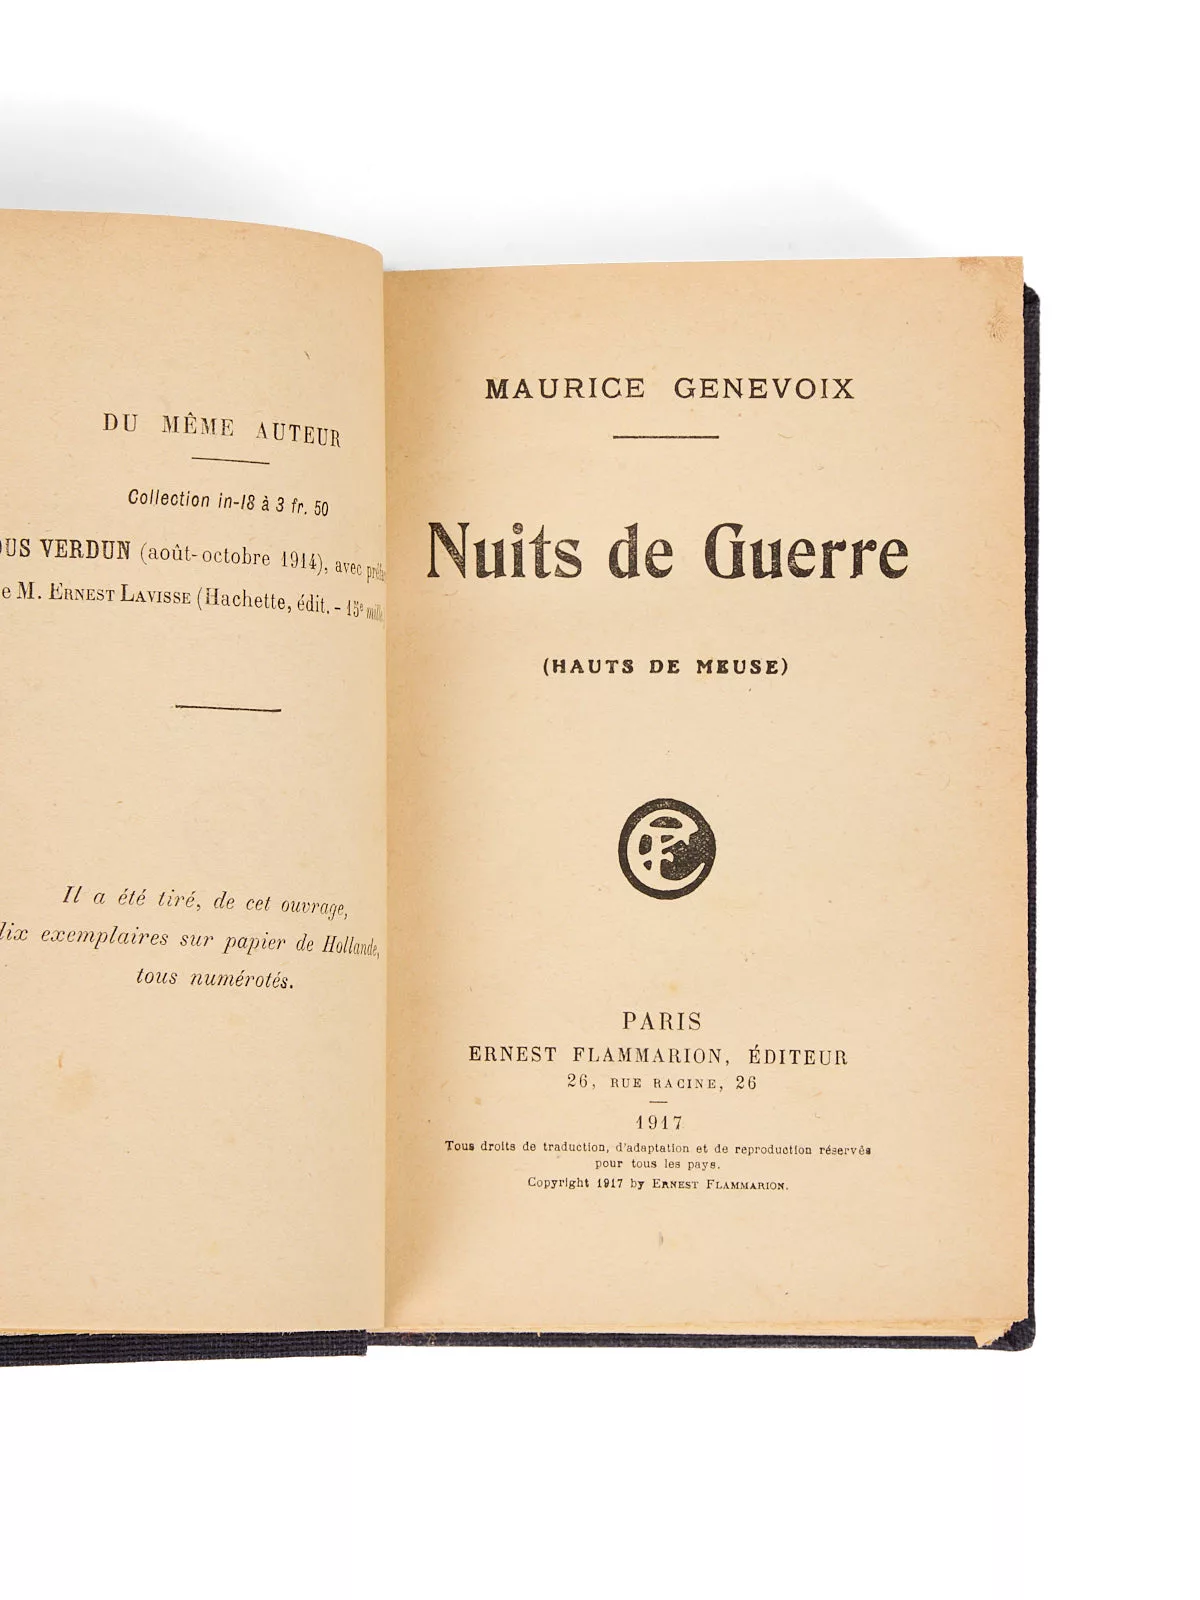 DU MÊME AUTEUR
Collection in-18 à 3 fr. 50
VERDUN (août-octobre 1914), avec
M. ERNEST LAVISSE (Hachette, édit. - 15e
Il a été tiré, de cet ouvrage,
exemplaires sur papier de Hollande,
tous numérotés.
MAURICE GENEVOIX
Nuits de Guerre
(HAUTS DE MEUSE)
PARIS
ERNEST FLAMMARION, ÉDITEUR
26, RUE RACINE, 26
1917
Tous droits de traduction, d'adaptation et de reproduction réservés
pour tous les pays.
Copyright 1917 by ERNEST FLAMMARION.